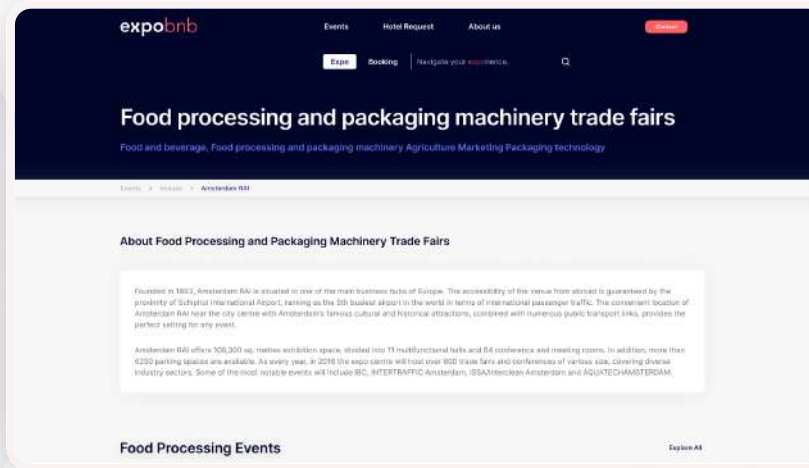 expobnb
Events Hotel Request About us Contact
Expo Booking Navigate your experience.
Food processing and packaging machinery trade fairs
Food and beverage, Food processing and packaging machinery Agriculture Marketing Packaging technology
Events > Venues > Amsterdam RAI
About Food Processing and Packaging Machinery Trade Fairs
Founded in 1893, Amsterdam RAI is situated in one of the main business hubs of Europe. The accessibility of the venue from abroad is guaranteed by the
proximity of Schiphol International Airport, ranking as the 5th busiest airport in the world in terms of international passenger traffic. The convenient location of
Amsterdam RAI near the city centre with Amsterdam's famous cultural and historical attractions, combined with numerous public transport links, provides the
perfect setting for any event.
Amsterdam RAI offers sq. metres exhibition space, divided into 11 multifunctional halls and 64 conference and meeting rooms. In addition, more than
parking spaces are available. As every year, in 2016 the expo centre will host over trade fairs and conferences of various size, covering diverse
industry sectors. Some of the most notable events will include IBC, INTERTRAFFIC Amsterdam, ISSA/Interclean Amsterdam and AQUATECHAMSTERDAM.
Food Processing Events
Explore All